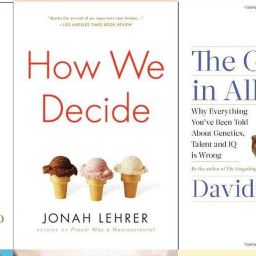 "Marks the arrival of an important new thinker..."
—LOS ANGELES TIMES BOOK REVIEW
How We
Decide
JONAH LEHRER
AUTHOR OF Proust Was a Neuroscientist
The G
in All
Why Everything
You've Been Told
About Genetics,
Talent and IQ
is Wrong
By the author of The Forgetting
David